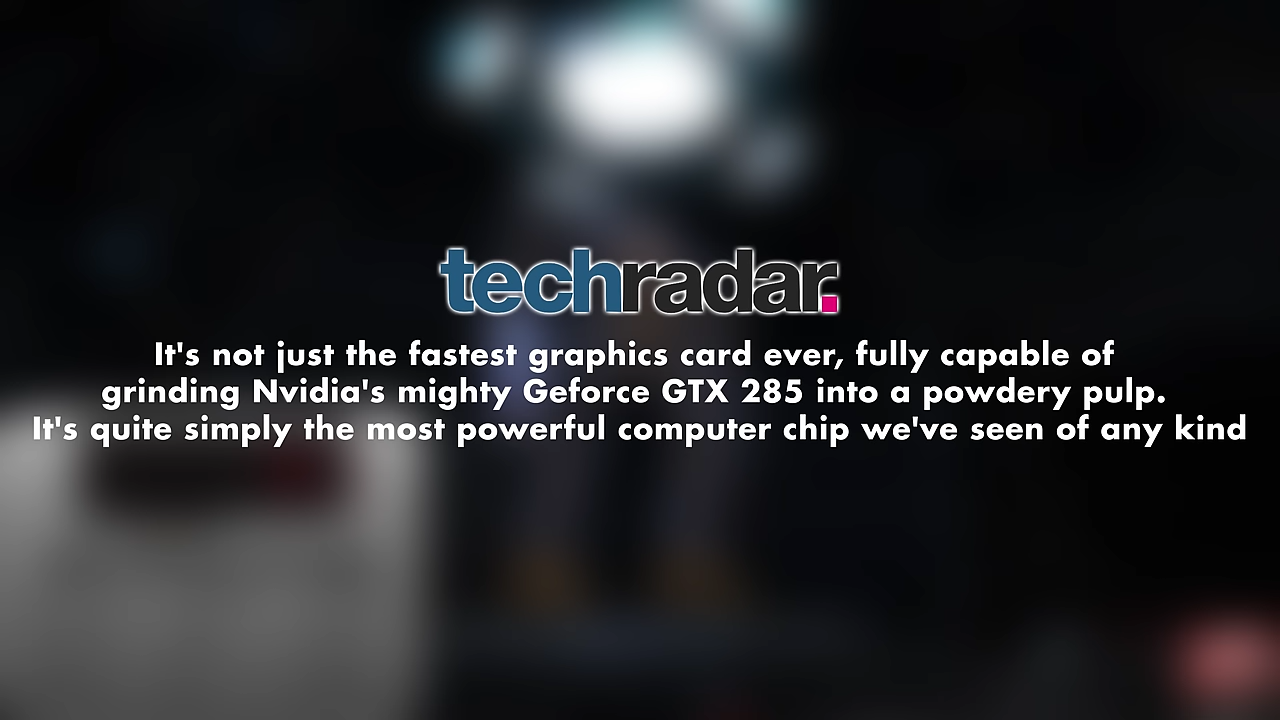 techradar.
It's not just the fastest graphics card ever, fully capable of
grinding Nvidia's mighty Geforce GTX 285 into a powdery pulp.
It's quite simply the most powerful computer chip we've seen of any kind